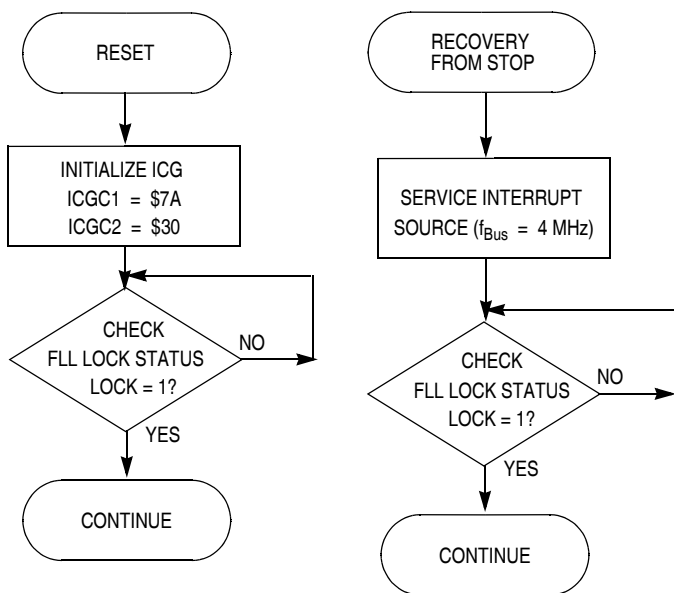 RESET
INITIALIZE ICG
ICGC1 = $7A
ICGC2 = $30
CHECK
FLL LOCK STATUS
LOCK = 1?
NO
YES
CONTINUE
RECOVERY
FROM STOP
SERVICE INTERRUPT
SOURCE (fBus = 4 MHz)
CHECK
FLL LOCK STATUS
LOCK = 1?
NO
YES
CONTINUE